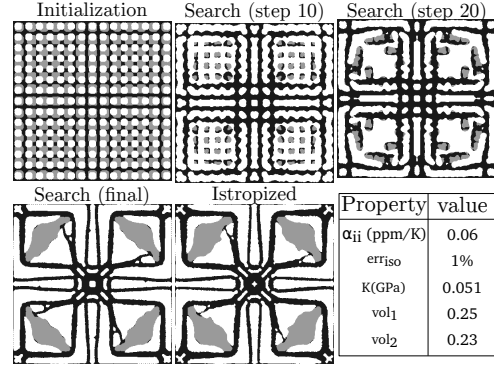 Initialization
Search (step 10)
Search (step 20)
Search (final)
Istropized
Property value
αii (ppm/K) 0.06
erriso 1%
K(GPa) 0.051
vol1 0.25
vol2 0.23